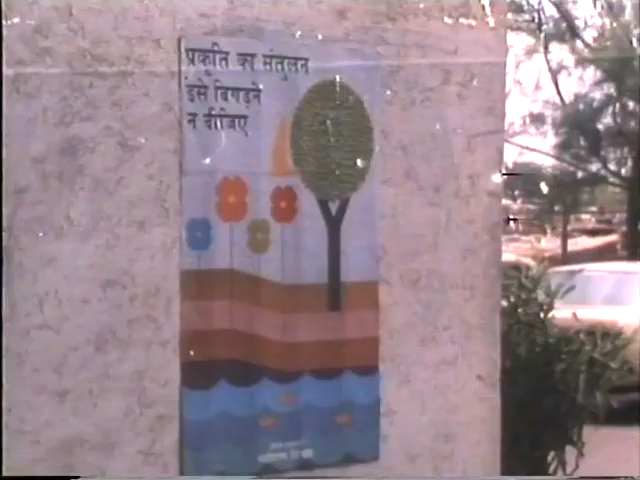 प्रकृति का संतुलन
इसे बिगड़ने
न दीजिए